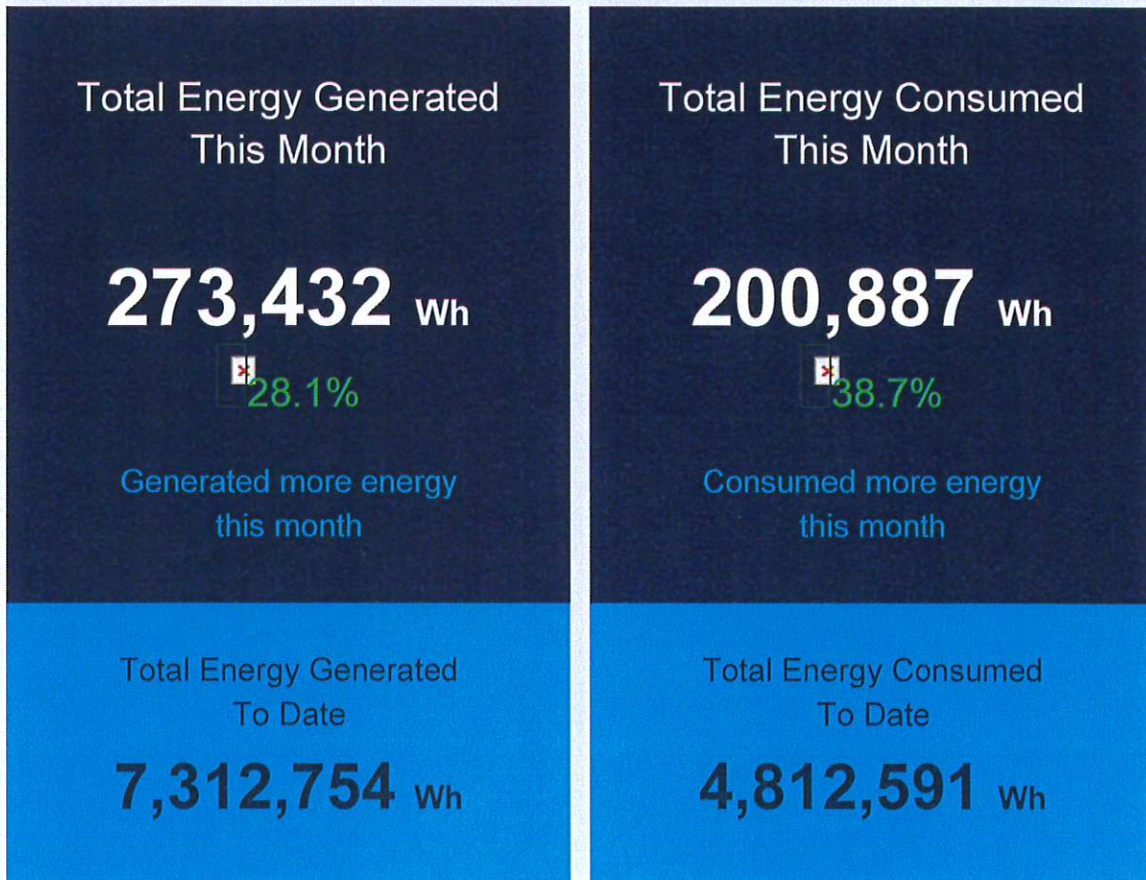 Total Energy Generated
This Month
273,432 Wh
28.1%
Generated more energy
this month
Total Energy Generated
To Date
7,312,754 Wh
Total Energy Consumed
This Month
200,887 Wh
38.7%
Consumed more energy
this month
Total Energy Consumed
To Date
4,812,591 Wh